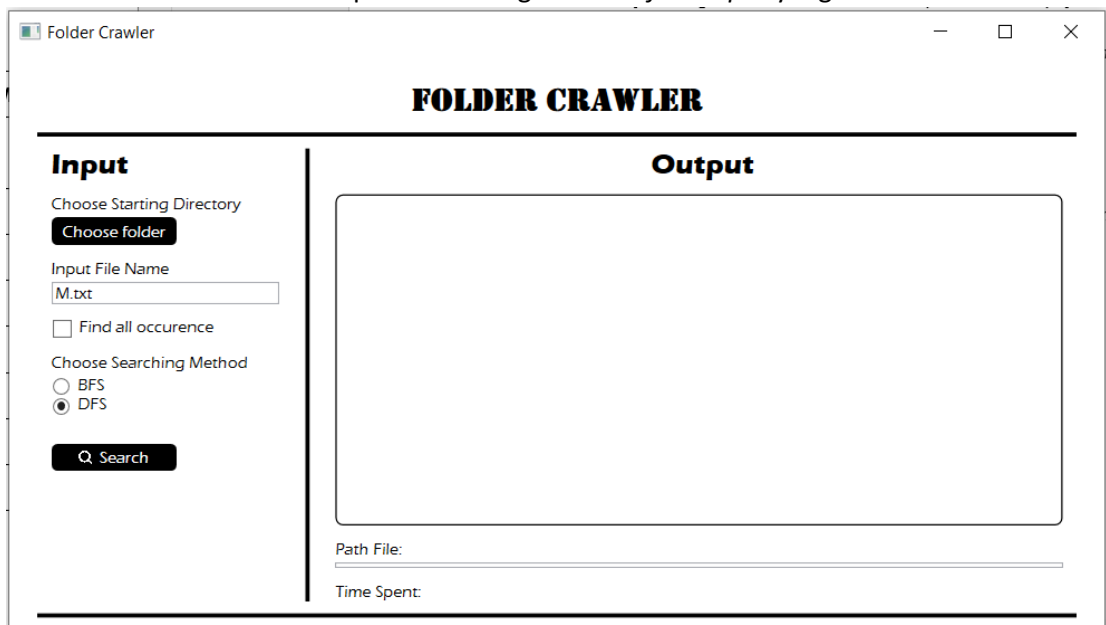 Folder Crawler
FOLDER CRAWLER
Input
Choose Starting Directory
Choose folder
Input File Name
M.txt
Find all occurence
Choose Searching Method
BFS
DFS
Search
Output
Path File:
Time Spent: